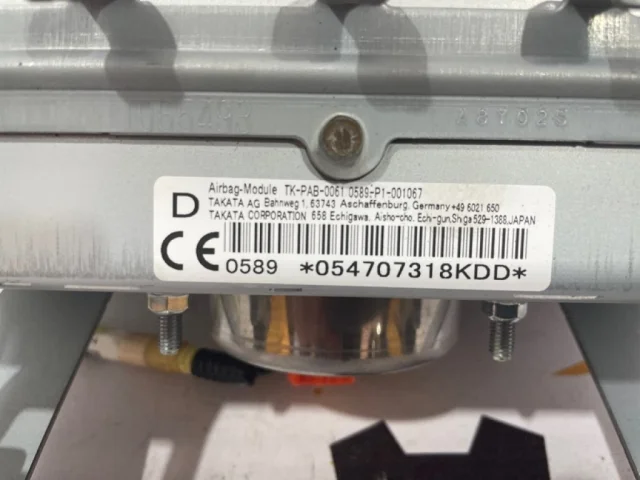 Airbag-Module TK-PAB-0061 0589-P1-001067
D
TAKATA AG Bahnweg 1, 63743 Aschaffenburg, Germany +49 6021 650
TAKATA CORPORATION 658 Echigawa, Aisho-cho, Echi-gun, Shiga 529-1388, JAPAN
CE 0589 *054707318KDD*